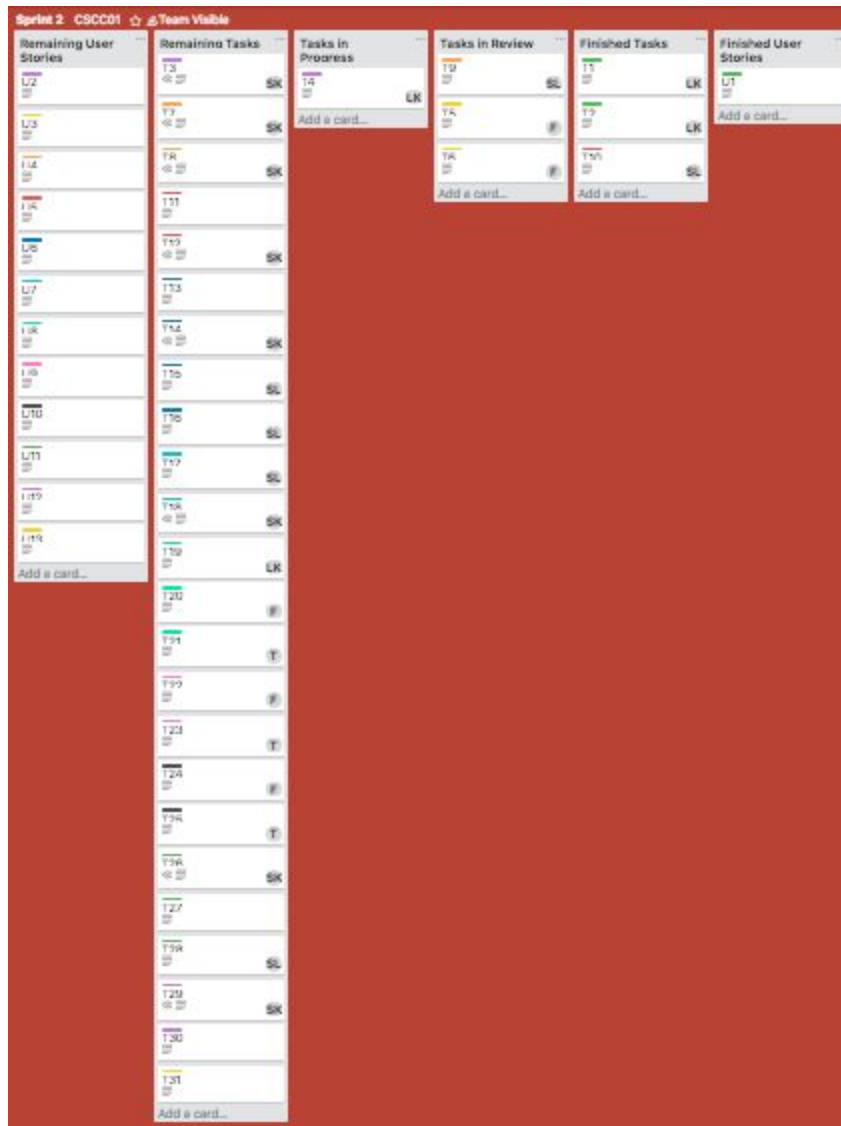 Sprint 2 CSCC01 Team Visible
Remaining User
Stories
U2
U3
U4
U5
U6
U7
U8
U9
U10
U11
U12
U13
Add a card...
Remaining Tasks
T3
SK
T7
SK
T8
SK
T11
T12
SK
T13
T14
SK
T15
SL
T16
SL
T17
SL
T18
SK
T19
LK
T20
F
T21
T
T22
F
T23
T
T24
F
T25
T
T26
SK
T27
T28
SL
T29
SK
T30
T31
Add a card...
Tasks in
Progress
T4
LK
Add a card...
Tasks in Review
T9
SL
T5
F
T6
F
Add a card...
Finished Tasks
T1
LK
T2
LK
T10
SL
Add a card...
Finished User
Stories
U1
Add a card...